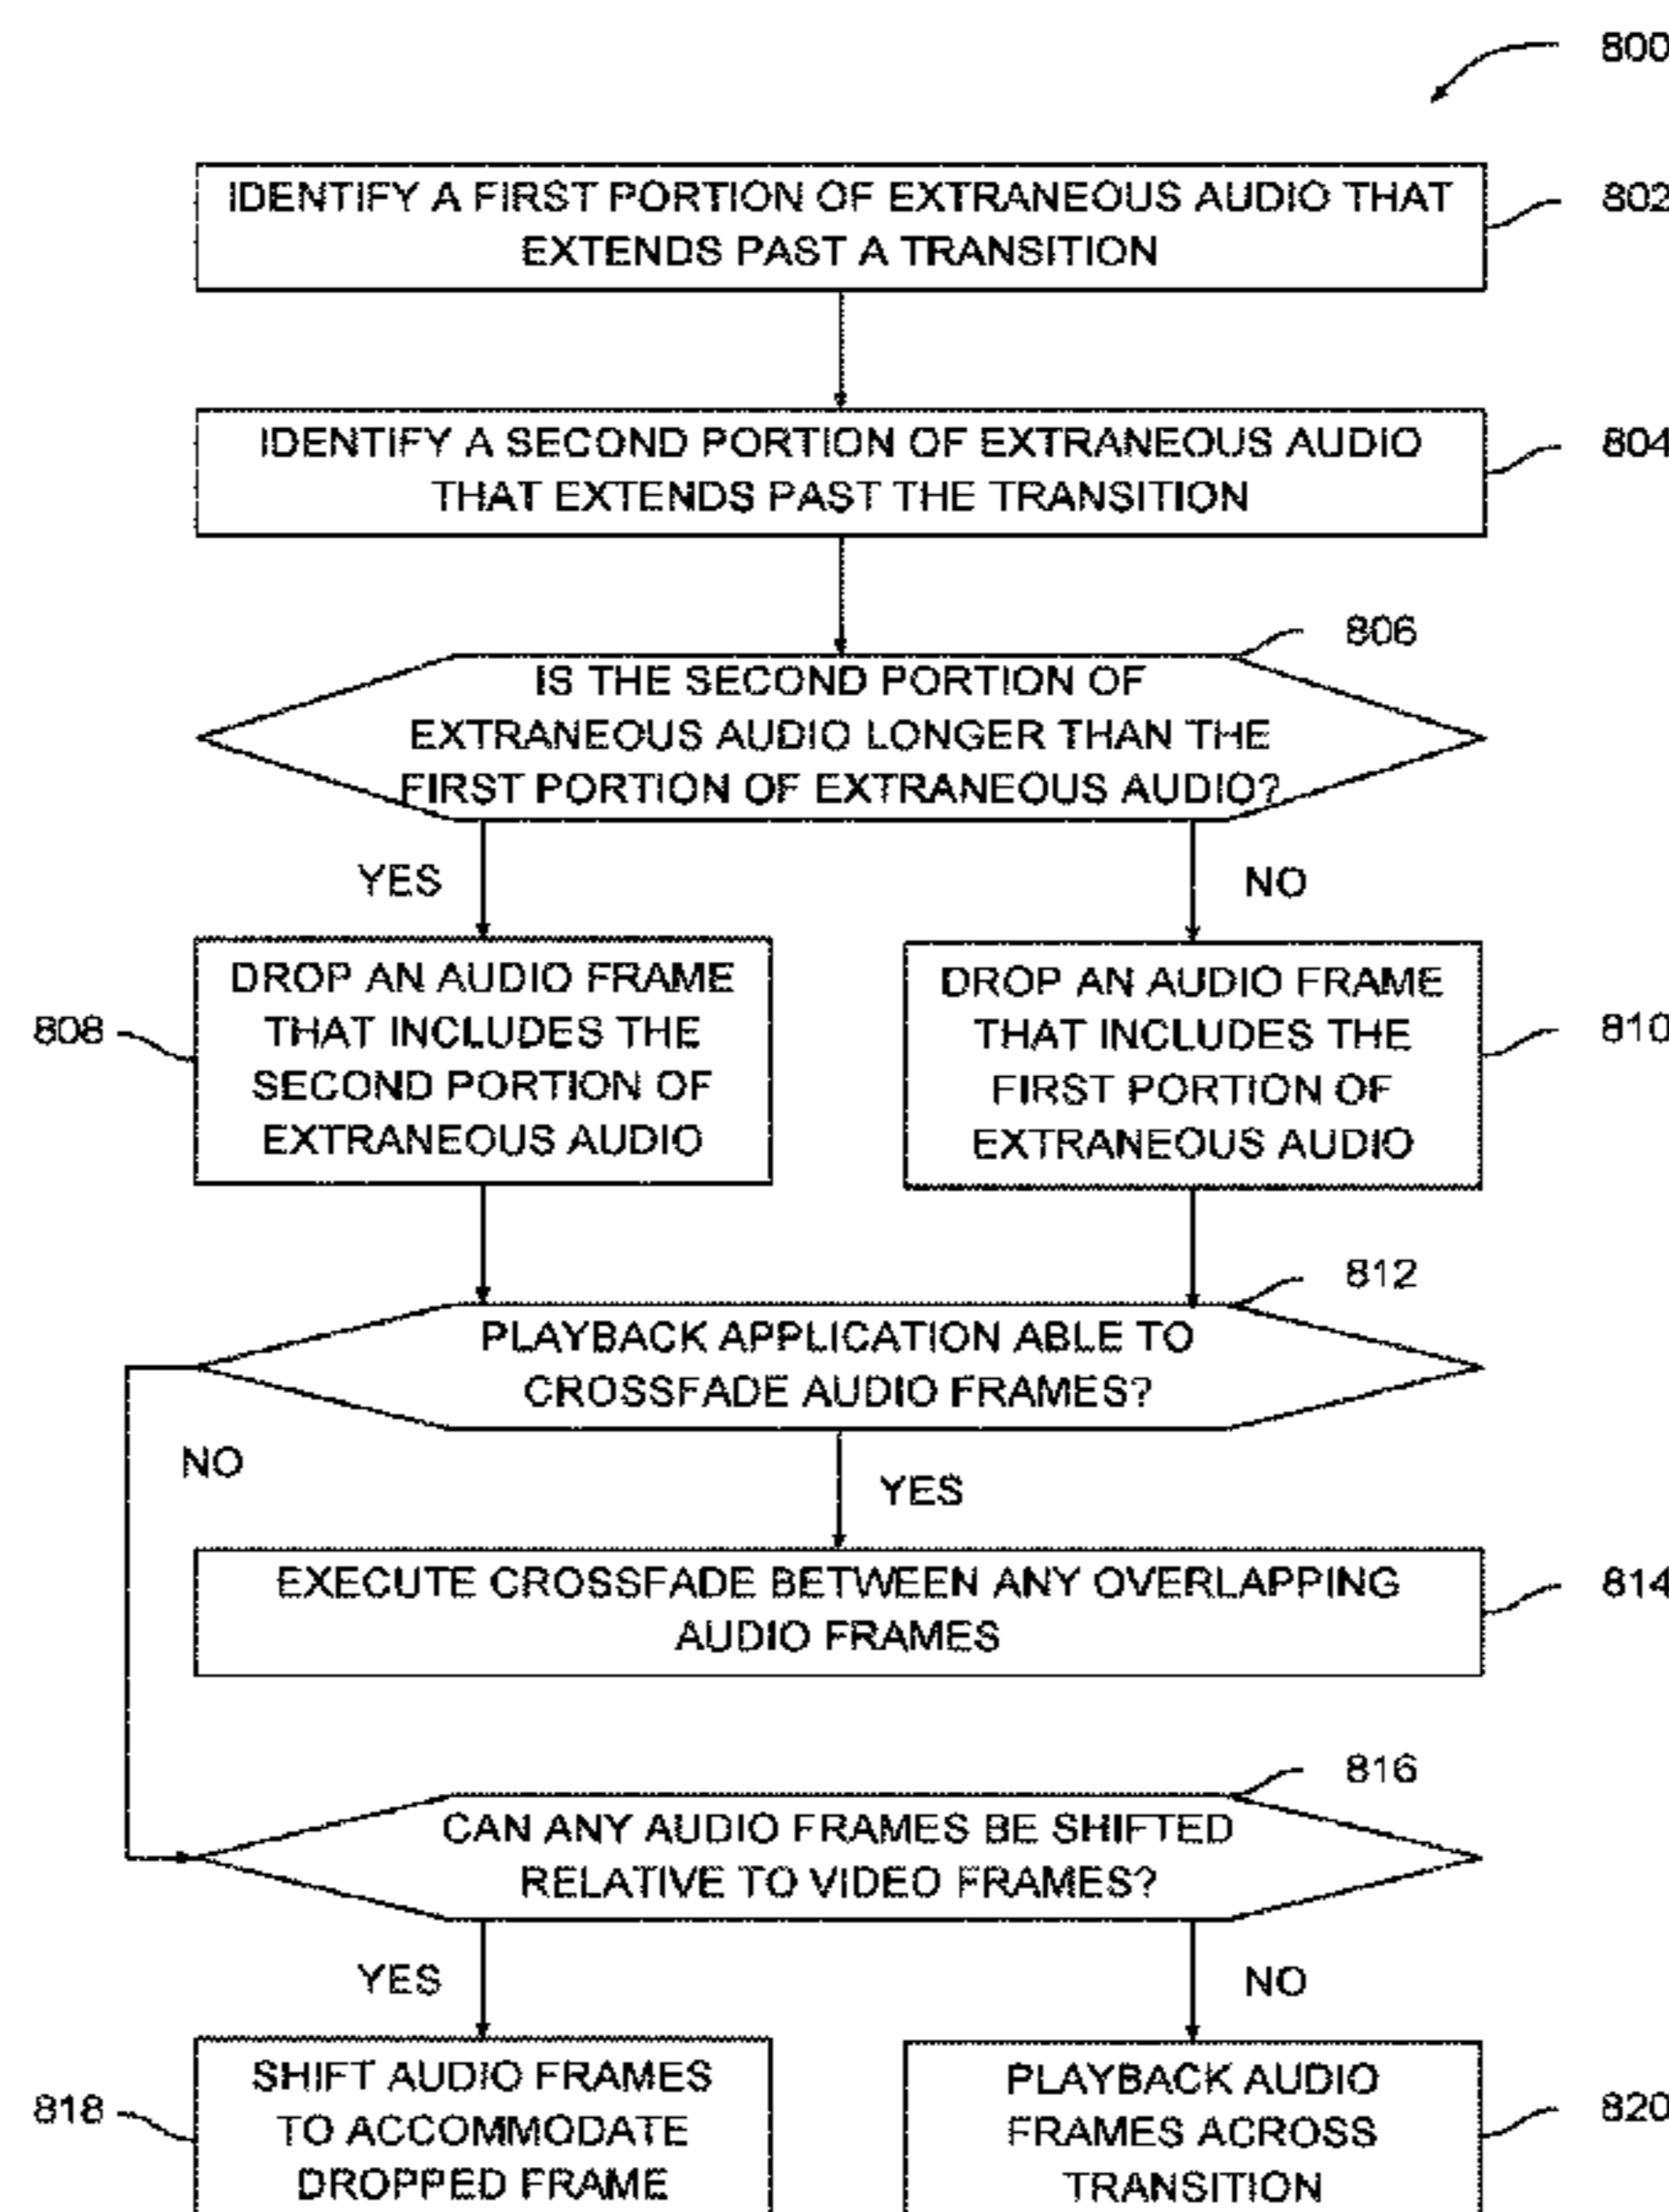 800
IDENTIFY A FIRST PORTION OF EXTRANEOUS AUDIO THAT
EXTENDS PAST A TRANSITION
802
IDENTIFY A SECOND PORTION OF EXTRANEOUS AUDIO
THAT EXTENDS PAST THE TRANSITION
804
806
IS THE SECOND PORTION OF
EXTRANEOUS AUDIO LONGER THAN THE
FIRST PORTION OF EXTRANEOUS AUDIO?
YES
NO
808
DROP AN AUDIO FRAME
THAT INCLUDES THE
SECOND PORTION OF
EXTRANEOUS AUDIO
DROP AN AUDIO FRAME
THAT INCLUDES THE
FIRST PORTION OF
EXTRANEOUS AUDIO
810
812
PLAYBACK APPLICATION ABLE TO
CROSSFADE AUDIO FRAMES?
NO
YES
EXECUTE CROSSFADE BETWEEN ANY OVERLAPPING
AUDIO FRAMES
814
816
CAN ANY AUDIO FRAMES BE SHIFTED
RELATIVE TO VIDEO FRAMES?
YES
NO
818
SHIFT AUDIO FRAMES
TO ACCOMMODATE
DROPPED FRAME
PLAYBACK AUDIO
FRAMES ACROSS
TRANSITION
820